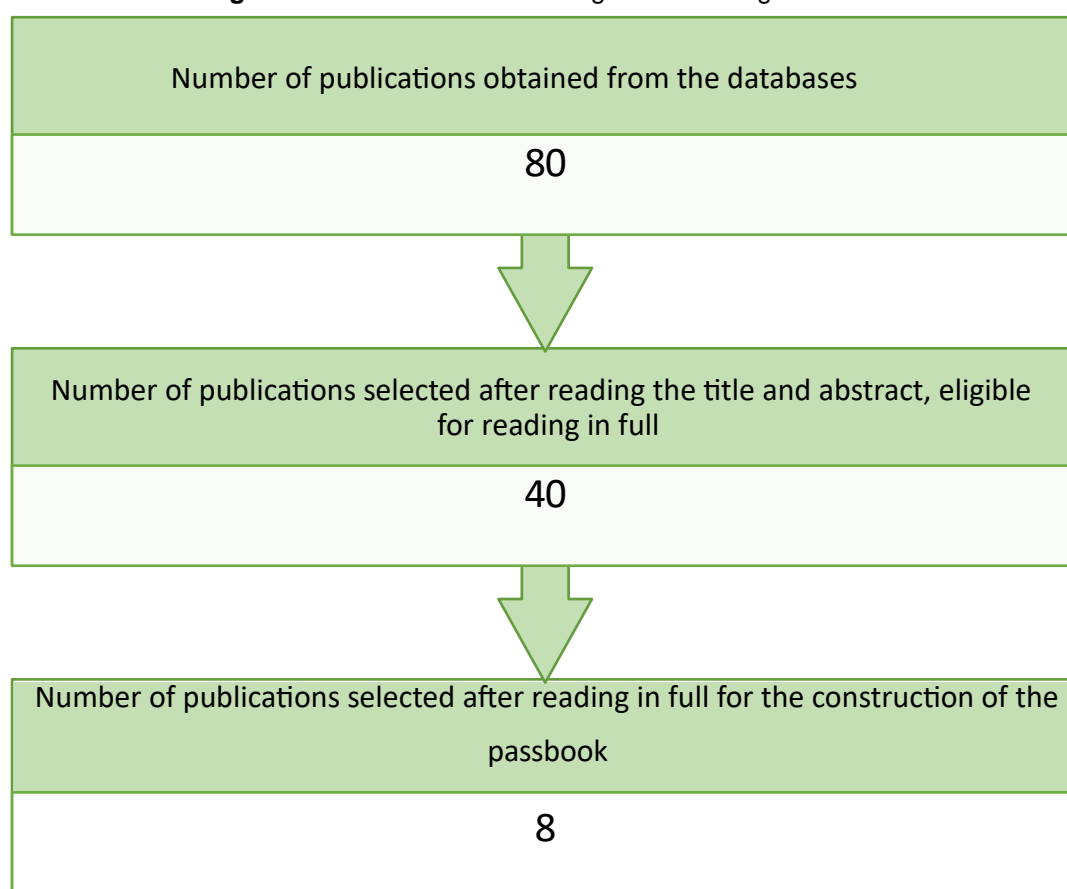 Number of publications obtained from the databases
80
Number of publications selected after reading the title and abstract, eligible
for reading in full
40
Number of publications selected after reading in full for the construction of the
passbook
8